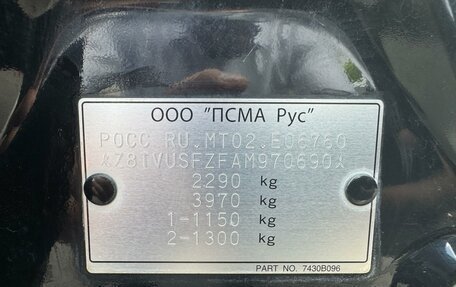 ООО "ПСМА Рус"
РОСС RU.MT02.E06760
Z8TVUSFZFAM970690
2290 kg
3970 kg
1-1150 kg
2-1300 kg
PART NO. 7430B096